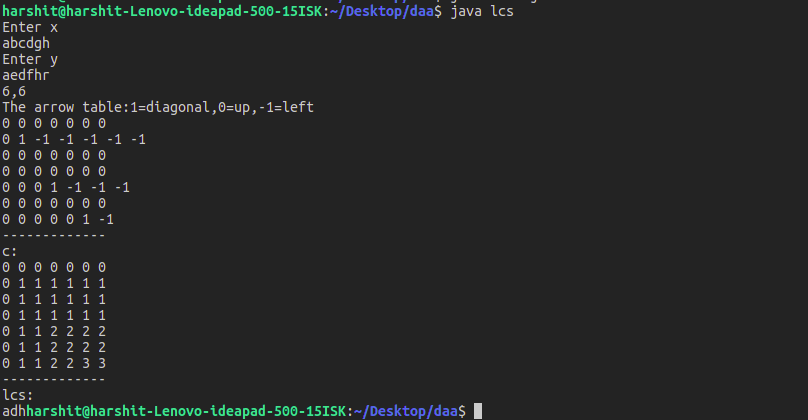 harshit@harshit-Lenovo-ideapad-500-15ISK:~/Desktop/daa$ java lcs
Enter x
abcdgh
Enter y
aedfhr
6,6
The arrow table:1=diagonal,0=up,-1=left
0 0 0 0 0 0 0
0 1 -1 -1 -1 -1 -1
0 0 0 0 0 0 0
0 0 0 0 0 0 0
0 0 0 1 -1 -1 -1
0 0 0 0 0 0 0
0 0 0 0 0 1 -1
-------------
c:
0 0 0 0 0 0 0
0 1 1 1 1 1 1
0 1 1 1 1 1 1
0 1 1 1 1 1 1
0 1 1 2 2 2 2
0 1 1 2 2 2 2
0 1 1 2 2 3 3
-------------
lcs:
adhharshit@harshit-Lenovo-ideapad-500-15ISK:~/Desktop/daa$